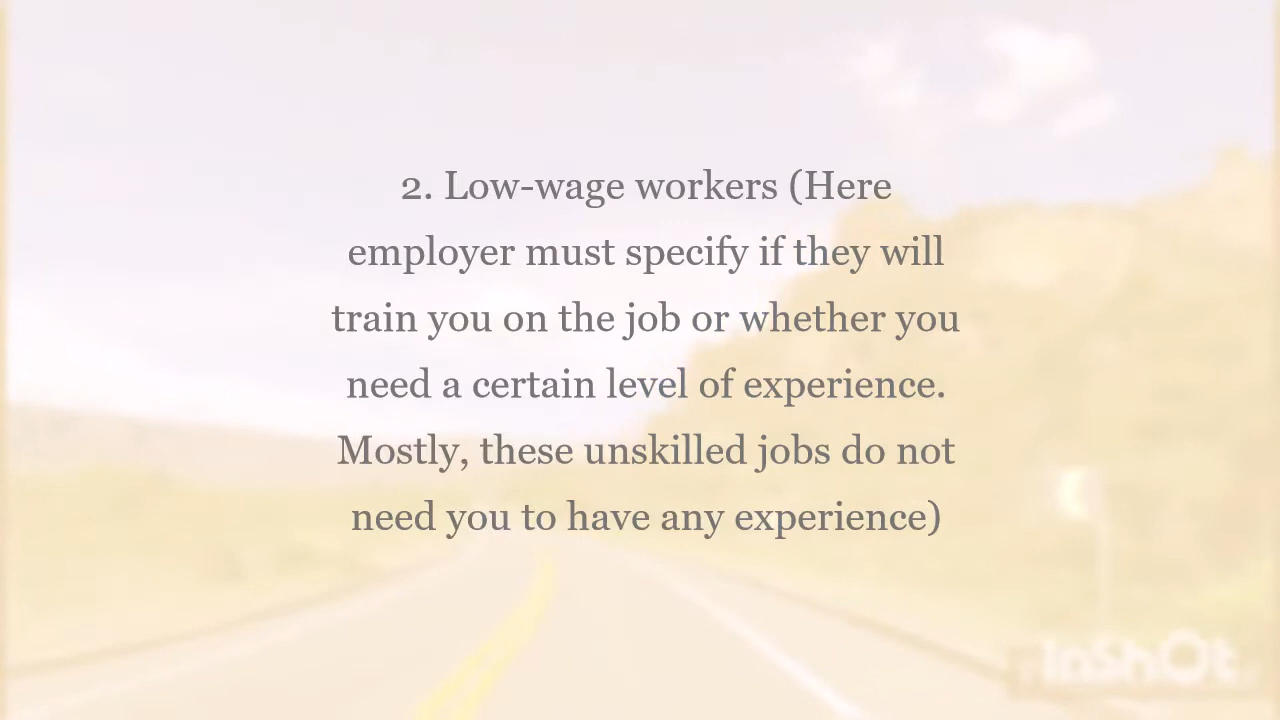 2. Low-wage workers (Here
employer must specify if they will
train you on the job or whether you
need a certain level of experience.
Mostly, these unskilled jobs do not
need you to have any experience)
InShOt